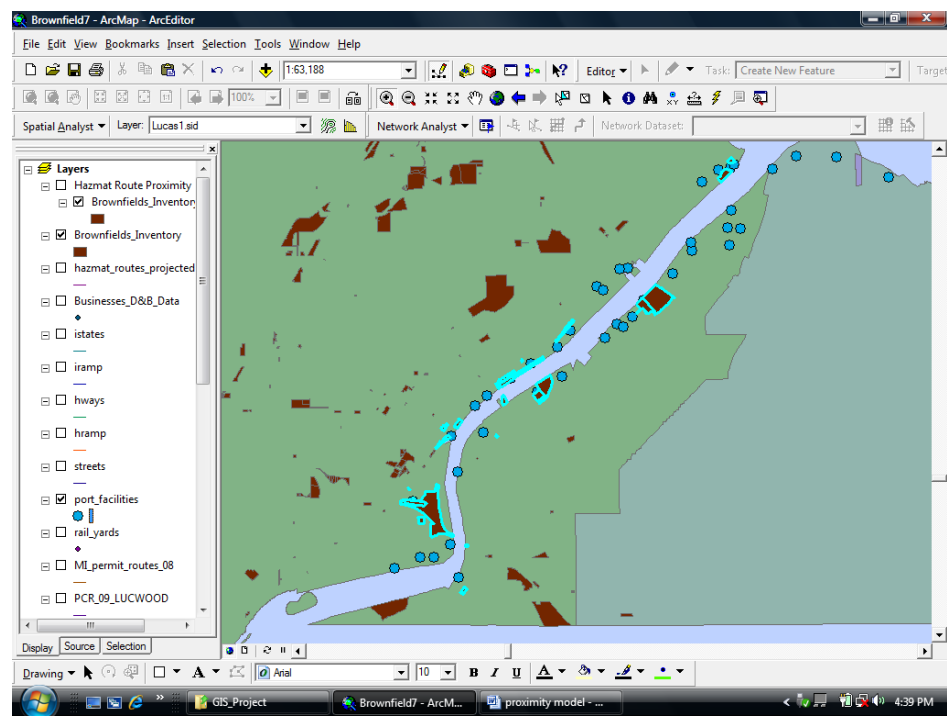 Brownfield7 - ArcMap - ArcEditor
File Edit View Bookmarks Insert Selection Tools Window Help
1:63,188 Editor Task: Create New Feature Target
100%
Spatial Analyst Layer: Lucas1.sid Network Analyst Network Dataset:
Layers
Hazmat Route Proximity
Brownfields_Inventory
Brownfields_Inventory
hazmat_routes_projected
Businesses_D&B_Data
istates
iramp
hways
hramp
streets
port_facilities
rail_yards
MI_permit_routes_08
PCR_09_LUCWOOD
Display Source Selection
Drawing A Arial 10 B I U A
GIS_Project Brownfield7 - ArcM... proximity model - ... 4:39 PM